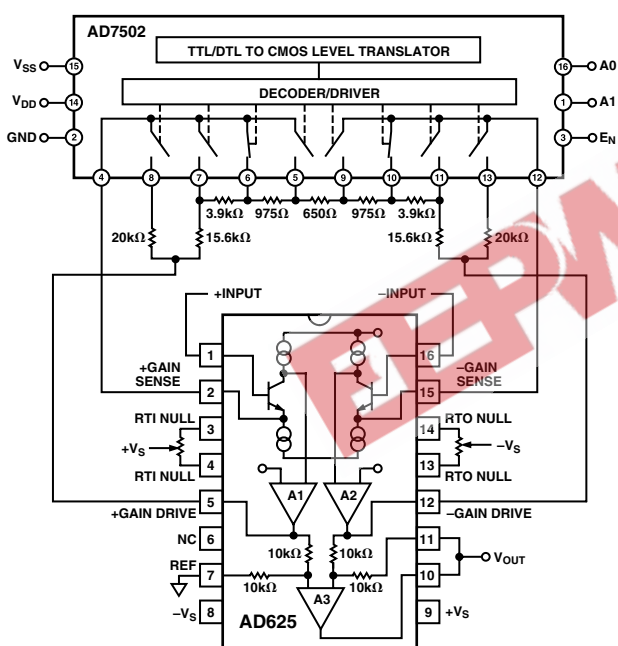 AD7502
TTL/DTL TO CMOS LEVEL TRANSLATOR
DECODER/DRIVER
VSS 15
VDD 14
GND 2
16 A0
1 A1
3 EN
4 8 7 6 5 9 10 11 13 12
3.9kΩ 975Ω 650Ω 975Ω 3.9kΩ
20kΩ 15.6kΩ 15.6kΩ 20kΩ
+INPUT –INPUT
1 16
+GAIN SENSE 2
15 –GAIN SENSE
RTI NULL 3
+VS
RTI NULL 4
14 RTO NULL
–VS
13 RTO NULL
A1 A2
5 +GAIN DRIVE
12 –GAIN DRIVE
NC 6
10kΩ 10kΩ
11
VOUT
REF 7
10kΩ 10kΩ
10
A3
–VS 8
AD625
9 +VS
EEPW